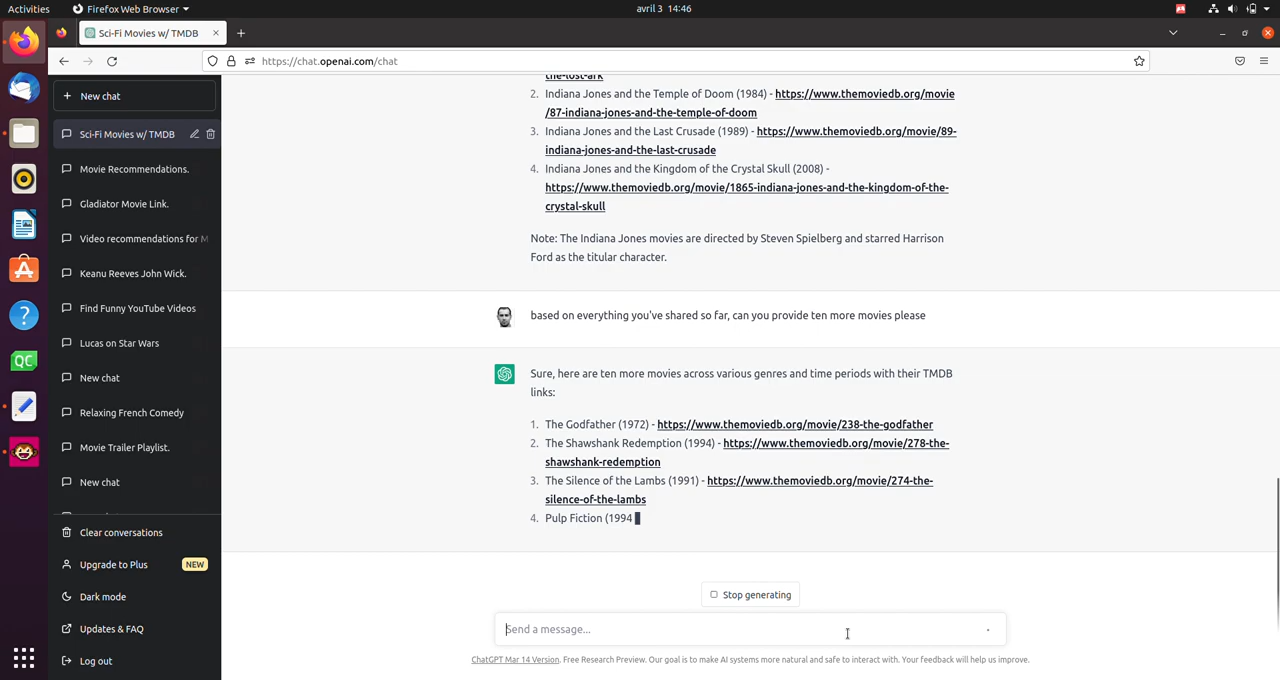 Activities
Firefox Web Browser
avril 3 14:46
Sci-Fi Movies w/ TMDB
https://chat.openai.com/chat
New chat
Sci-Fi Movies w/ TMDB
Movie Recommendations.
Gladiator Movie Link.
Video recommendations for M
Keanu Reeves John Wick.
Find Funny YouTube Videos
Lucas on Star Wars
New chat
Relaxing French Comedy
Movie Trailer Playlist.
New chat
Clear conversations
Upgrade to Plus NEW
Dark mode
Updates & FAQ
Log out
the-lost-ark
2. Indiana Jones and the Temple of Doom (1984) - https://www.themoviedb.org/movie
/87-indiana-jones-and-the-temple-of-doom
3. Indiana Jones and the Last Crusade (1989) - https://www.themoviedb.org/movie/89-
indiana-jones-and-the-last-crusade
4. Indiana Jones and the Kingdom of the Crystal Skull (2008) -
https://www.themoviedb.org/movie/1865-indiana-jones-and-the-kingdom-of-the-
crystal-skull
Note: The Indiana Jones movies are directed by Steven Spielberg and starred Harrison
Ford as the titular character.
based on everything you've shared so far, can you provide ten more movies please
Sure, here are ten more movies across various genres and time periods with their TMDB
links:
1. The Godfather (1972) - https://www.themoviedb.org/movie/238-the-godfather
2. The Shawshank Redemption (1994) - https://www.themoviedb.org/movie/278-the-
shawshank-redemption
3. The Silence of the Lambs (1991) - https://www.themoviedb.org/movie/274-the-
silence-of-the-lambs
4. Pulp Fiction (1994
Stop generating
Send a message...
ChatGPT Mar 14 Version. Free Research Preview. Our goal is to make AI systems more natural and safe to interact with. Your feedback will help us improve.
QC